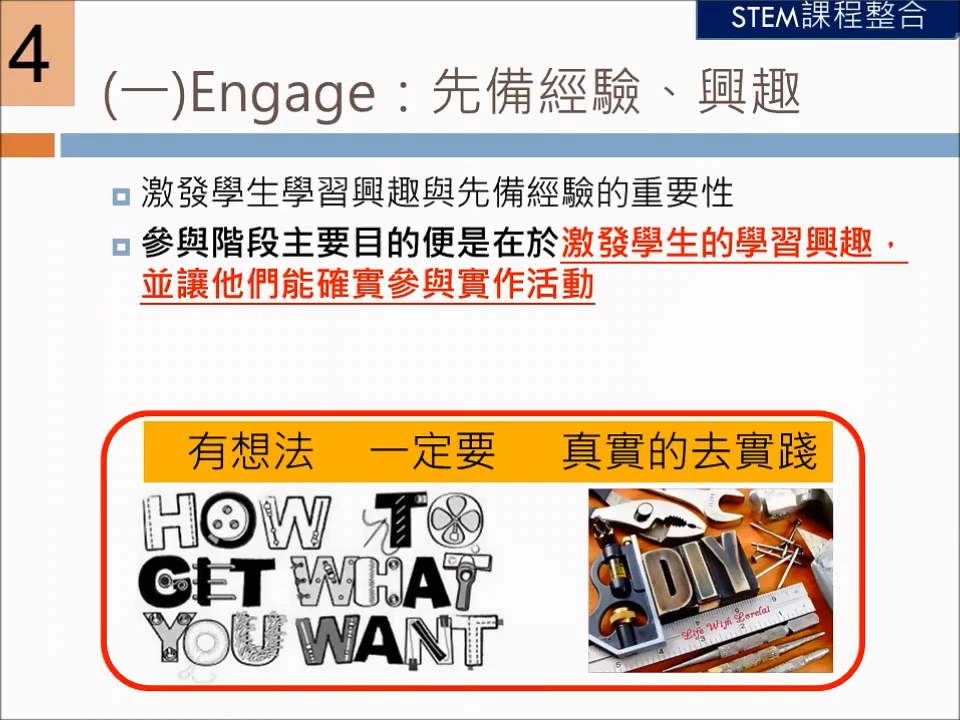 STEM課程整合
4
(一)Engage：先備經驗、興趣
激發學生學習興趣與先備經驗的重要性
參與階段主要目的便是在於激發學生的學習興趣，
並讓他們能確實參與實作活動
有想法 一定要 真實的去實踐
HOW TO
GET WHAT
YOU WANT
DIY
Life With Lorelai